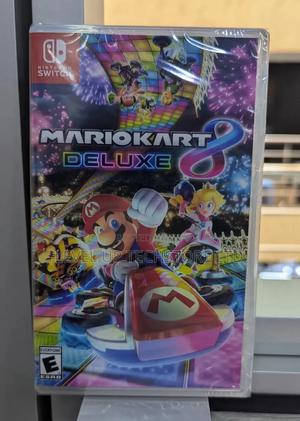 NINTENDO
SWITCH
MARIOKART 8
DELUXE
M
M
EVERYONE
E
ESRB